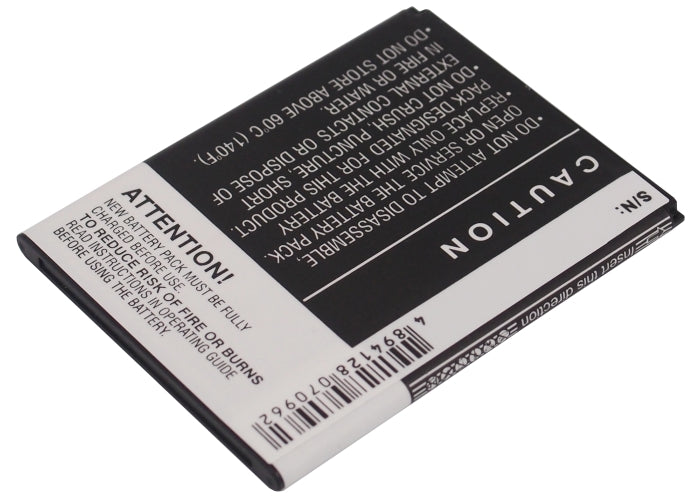 CAUTION
•DO NOT ATTEMPT TO DISASSEMBLE,
OPEN OR SERVICE THE BATTERY PACK.
•REPLACE ONLY WITH THE BATTERY
PACK DESIGNATED FOR THIS PRODUCT.
•DO NOT CRUSH, PUNCTURE, SHORT
EXTERNAL CONTACTS OR DISPOSE OF
IN FIRE OR WATER.
•DO NOT STORE ABOVE 60°C (140°F).
S/N:
Insert this direction
ATTENTION!
NEW BATTERY PACK MUST BE FULLY
CHARGED BEFORE USE.
TO REDUCE RISK OF FIRE OR BURNS
READ INSTRUCTIONS IN OPERATING GUIDE
BEFORE USING THE BATTERY.
4 894128 070962